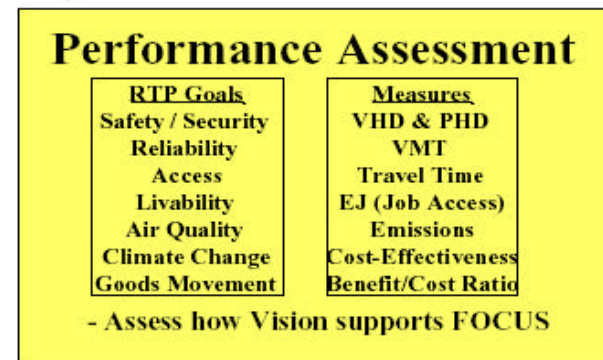 Performance Assessment
RTP Goals
Safety / Security
Reliability
Access
Livability
Air Quality
Climate Change
Goods Movement
Measures
VHD & PHD
VMT
Travel Time
EJ (Job Access)
Emissions
Cost-Effectiveness
Benefit/Cost Ratio
- Assess how Vision supports FOCUS